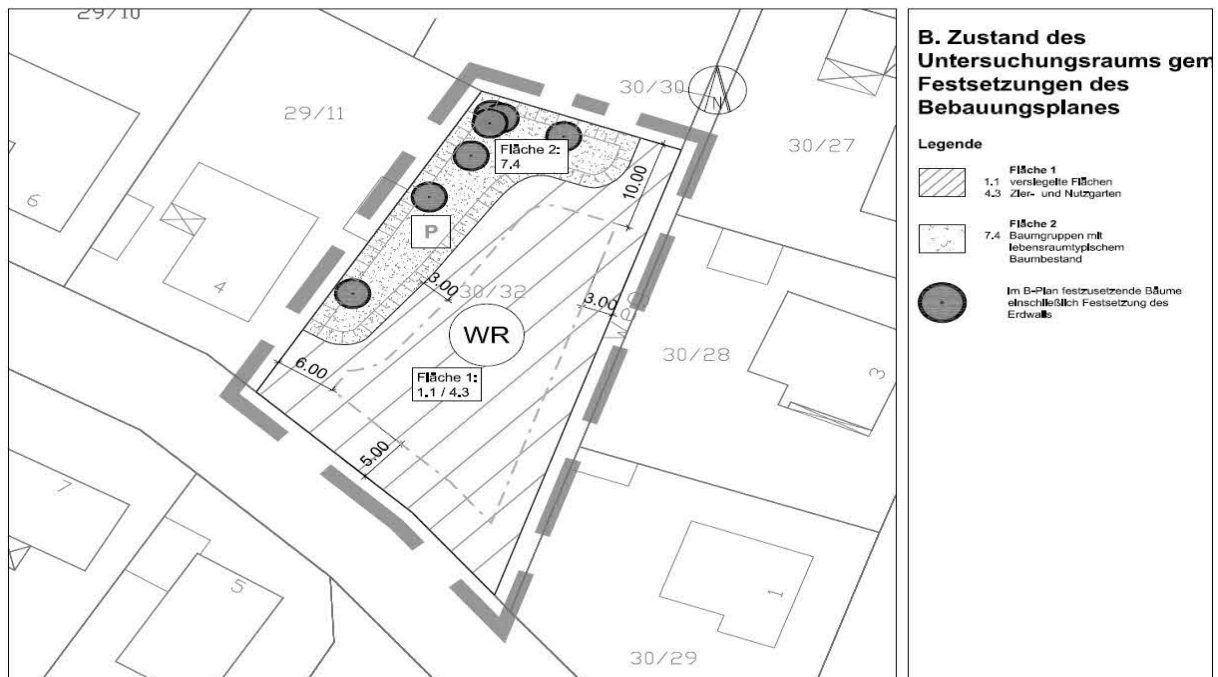 29/10
29/11
30/30
N
30/27
6
4
Fläche 2:
7.4
P
10.00
3.00
30/32
3.00
WR
6.00
Fläche 1:
1.1 / 4.3
5.00
30/28
3
7
5
1
30/29
B. Zustand des
Untersuchungsraums gem
Festsetzungen des
Bebauungsplanes
Legende
Fläche 1
1.1 versiegelte Flächen
4.3 Zier- und Nutzgarten
Fläche 2
7.4 Baumgruppen mit
lebensraumtypischem
Baumbestand
Im B-Plan festzusetzende Bäume
einschließlich Festsetzung des
Erdwalls